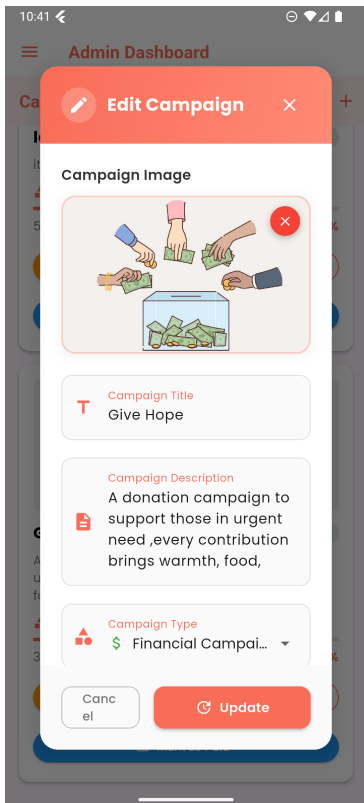 10:41
Admin Dashboard
Ca
Edit Campaign
Campaign Image
Campaign Title
Give Hope
Campaign Description
A donation campaign to
support those in urgent
need ,every contribution
brings warmth, food,
Campaign Type
$ Financial Campai...
Canc
el
Update